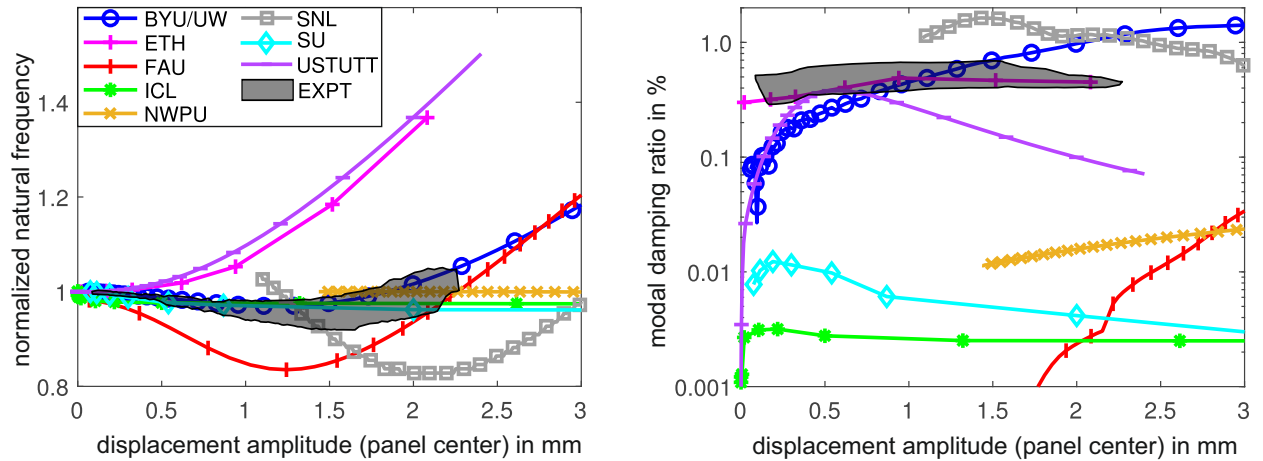 BYU/UW
ETH
FAU
ICL
NWPU
SNL
SU
USTUTT
EXPT
normalized natural frequency
1.4
1.2
1
0.8
0 0.5 1 1.5 2 2.5 3
displacement amplitude (panel center) in mm
modal damping ratio in %
1.0
0.1
0.01
0.001
0 0.5 1 1.5 2 2.5 3
displacement amplitude (panel center) in mm